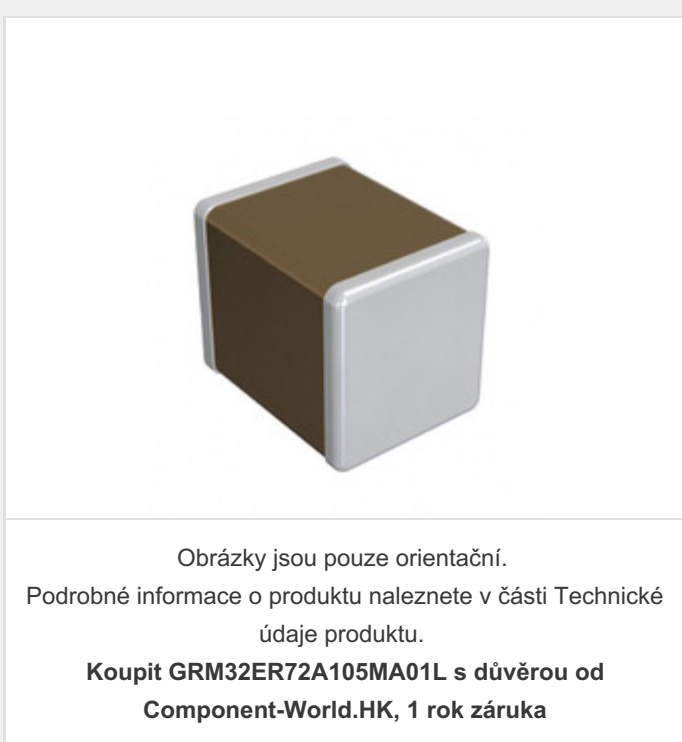 Obrázky jsou pouze orientační.
Podrobné informace o produktu naleznete v části Technické
údaje produktu.
Koupit GRM32ER72A105MA01L s důvěrou od
Component-World.HK, 1 rok záruka